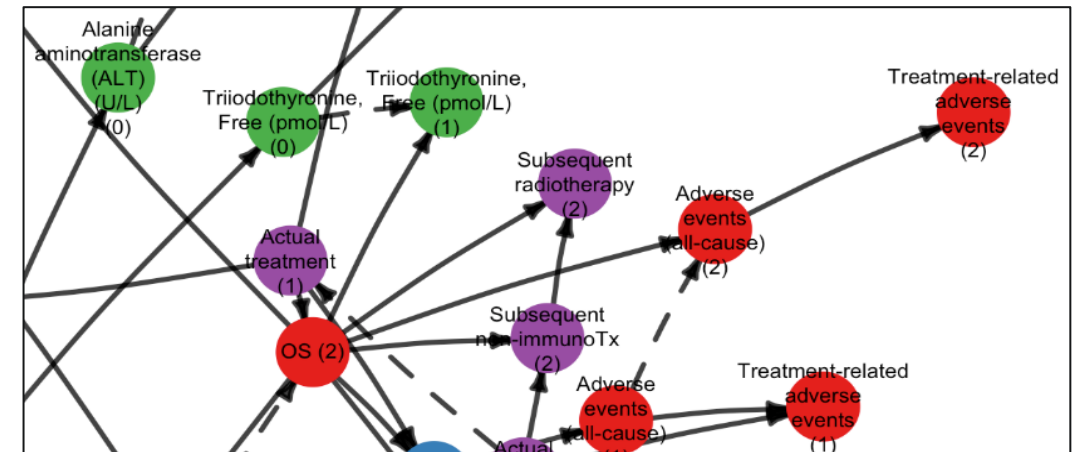 Alanine
aminotransferase
(ALT)
(U/L)
(0)
Triiodothyronine,
Free (pmol/L)
(0)
Triiodothyronine,
Free (pmol/L)
(1)
Treatment-related
adverse
events
(2)
Subsequent
radiotherapy
(2)
Adverse
events
(all-cause)
(2)
Actual
treatment
(1)
Subsequent
non-immunoTx
(2)
OS (2)
Treatment-related
adverse
events
(1)
Adverse
events
(all-cause)
Actual